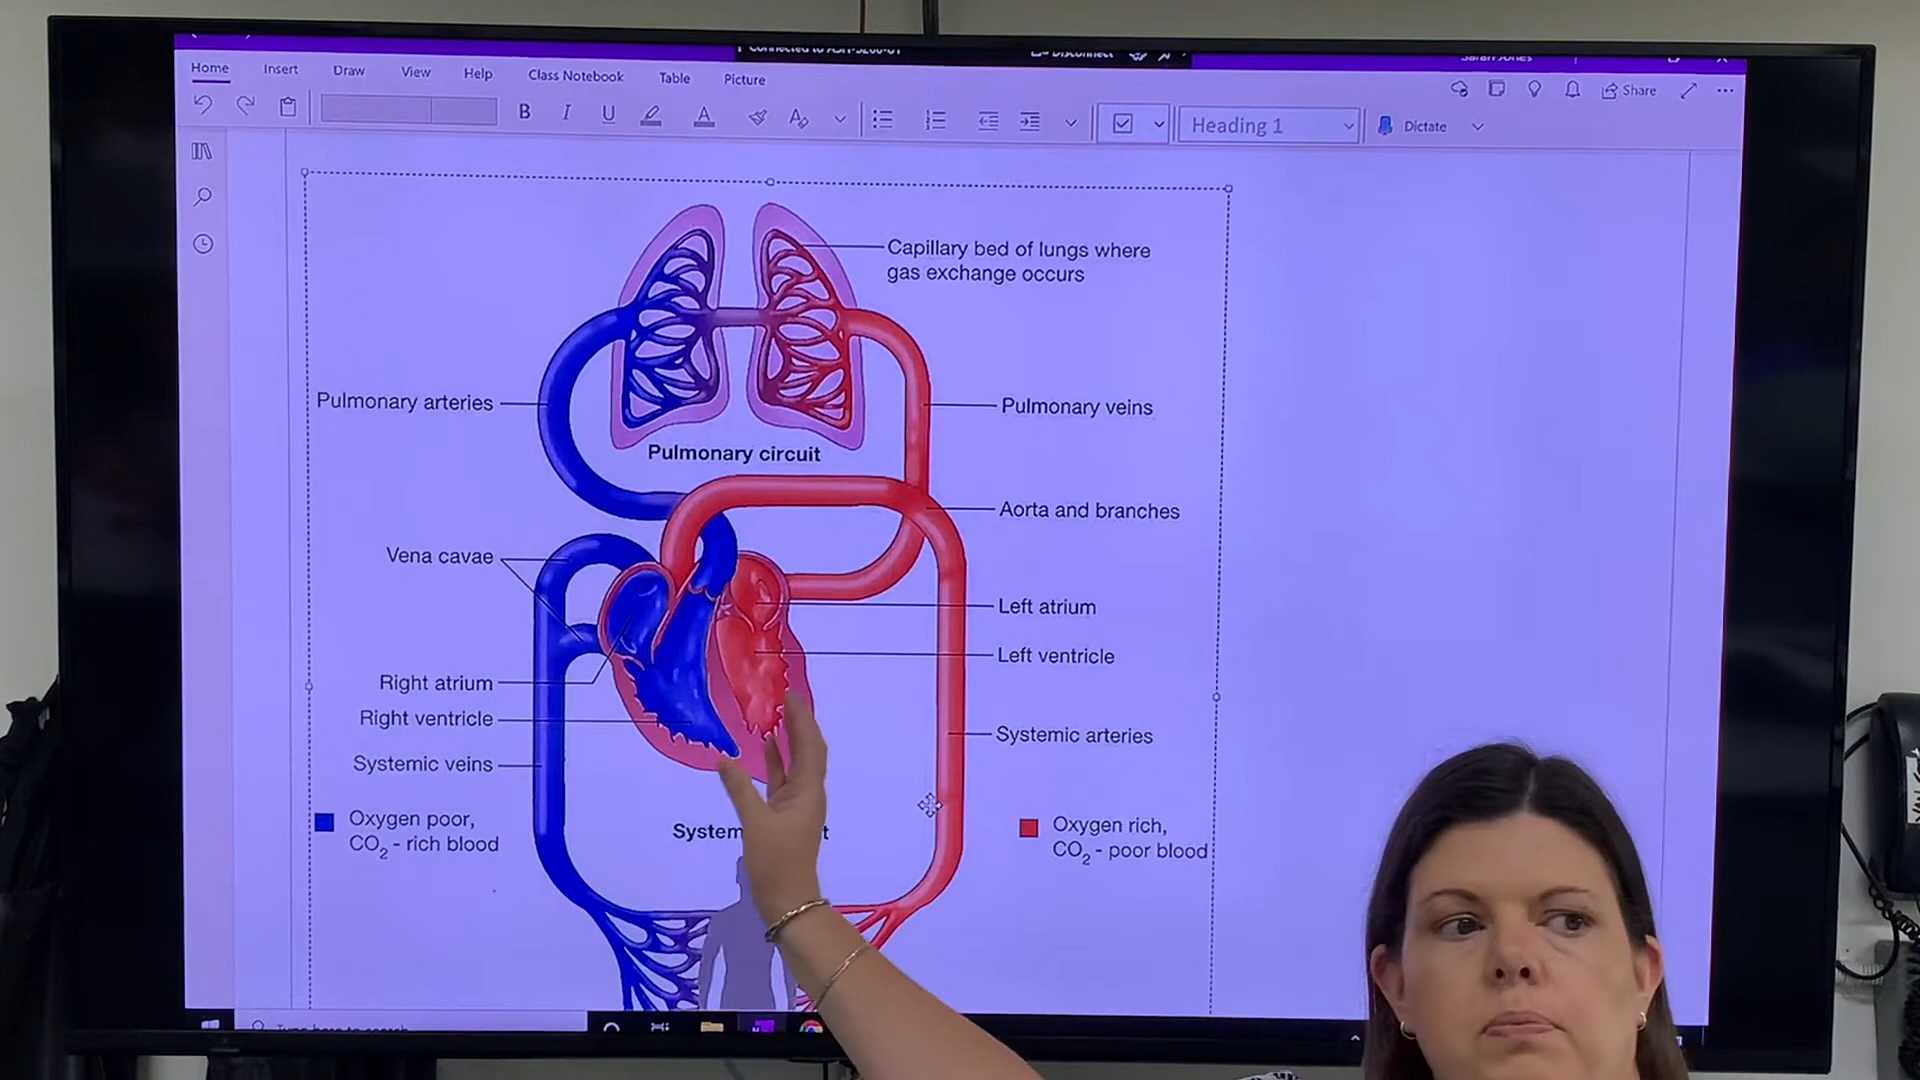 Home Insert Draw View Help Class Notebook Table Picture
Share
B I U A A Heading 1 Dictate
Capillary bed of lungs where
gas exchange occurs
Pulmonary arteries
Pulmonary veins
Pulmonary circuit
Aorta and branches
Vena cavae
Left atrium
Left ventricle
Right atrium
Right ventricle
Systemic arteries
Systemic veins
Oxygen poor,
CO2 - rich blood
Oxygen rich,
CO2 - poor blood